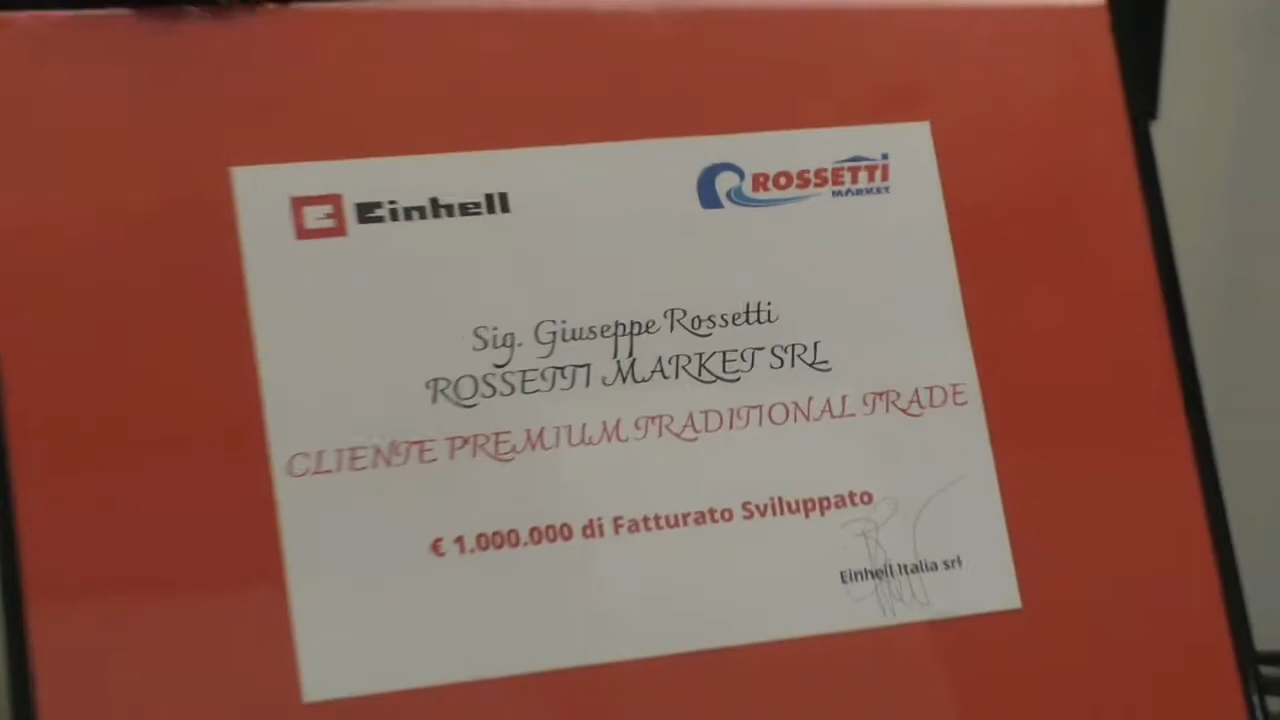 Einhell
ROSSETTI
MARKET
Sig. Giuseppe Rossetti
ROSSETTI MARKET SRL
CLIENTE PREMIUM TRADITIONAL TRADE
€ 1.000.000 di Fatturato Sviluppato
Einhell Italia srl